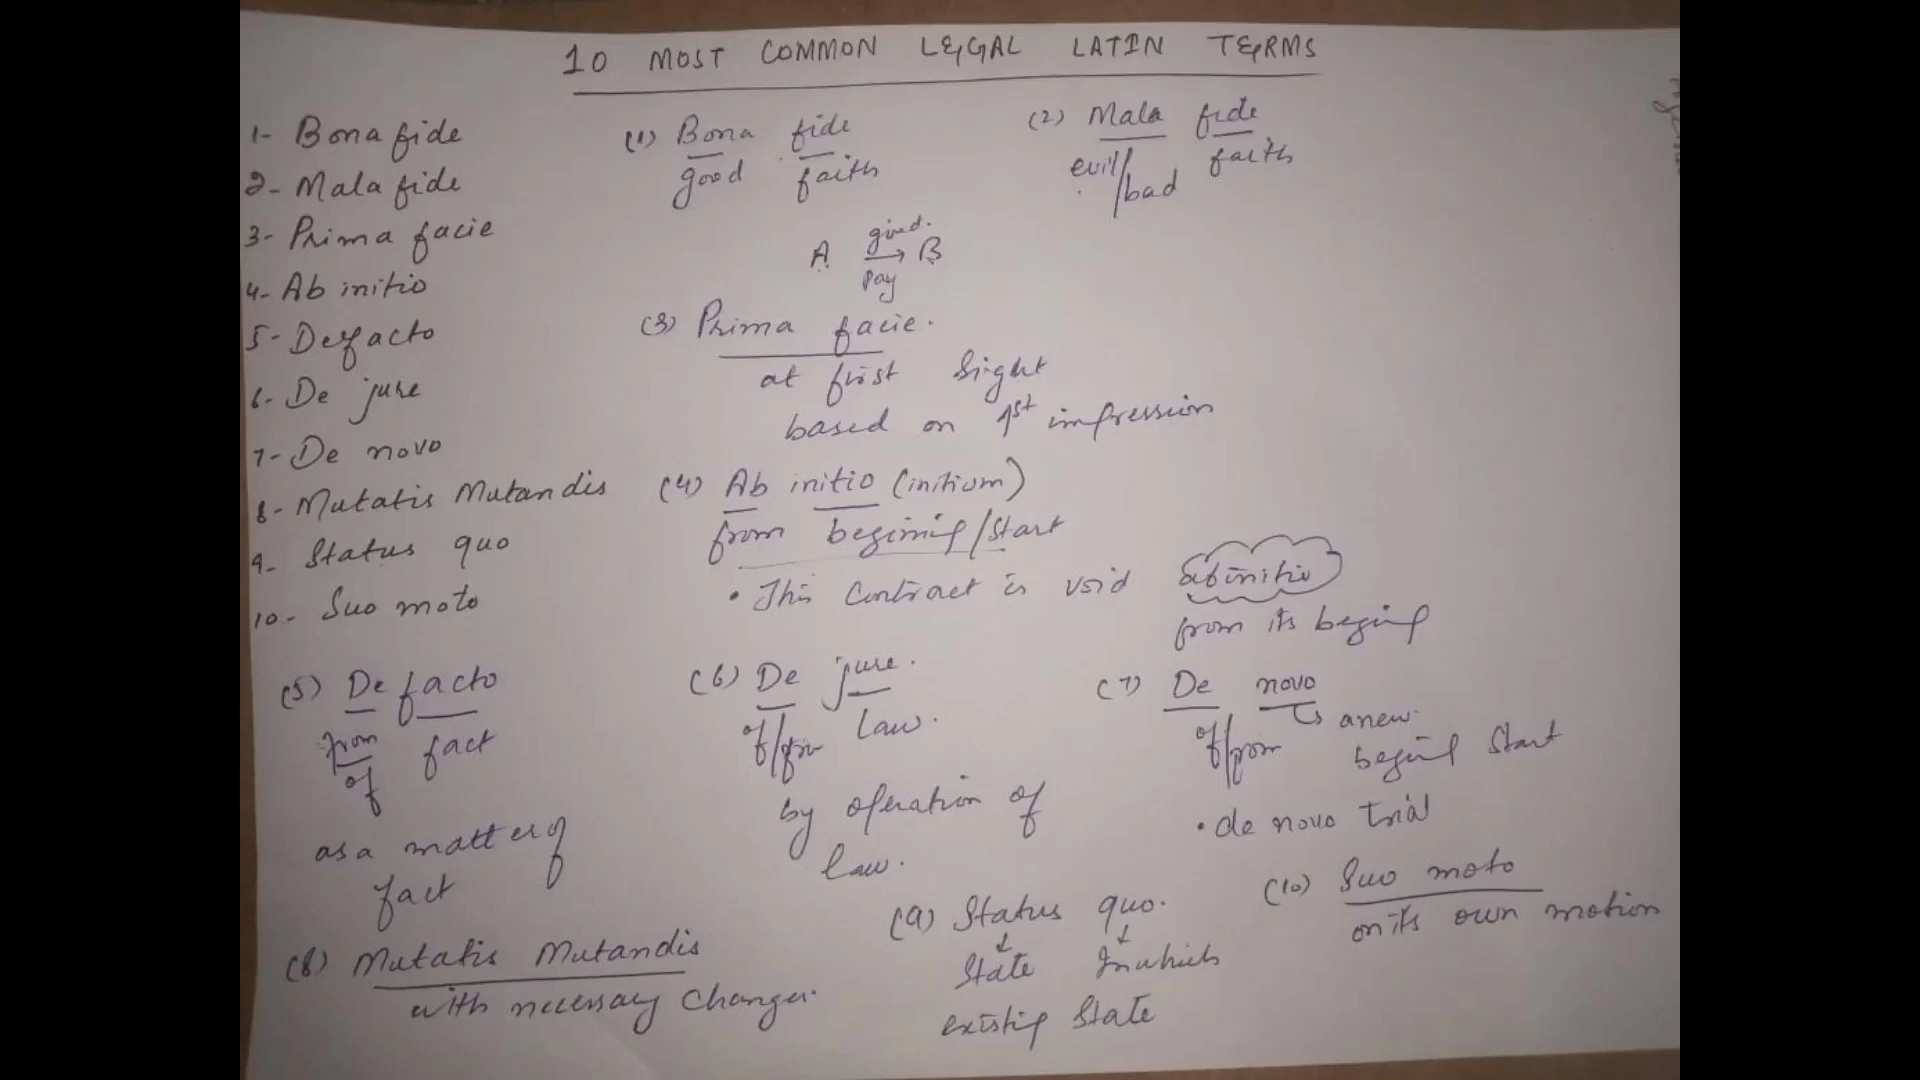 10 MOST COMMON LEGAL LATIN TERMS
1- Bonafide
2- Mala fide
3- Prima facie
4- Ab initio
5- Defacto
6- De jure
7- De novo
8- Mutatis Mutandis
9- Status quo
10- Suo moto
(1) Bona fide
good faith
(2) Mala fide
evil/bad faith
A → B
Pay
(3) Prima facie.
at first sight
based on 1st impression
(4) Ab initio (initium)
from begining/start
• This Contract is void abinitio
from its begining
(5) De facto
from fact
of
as a matter of
fact
(6) De jure.
of/from law.
by operation of
law.
(7) De novo
of/from anew.
begining Start
• de novo trial
(8) Mutatis Mutandis
with necessary changes.
(9) Status quo.
State In which
existing State
(10) Suo moto
on its own motion